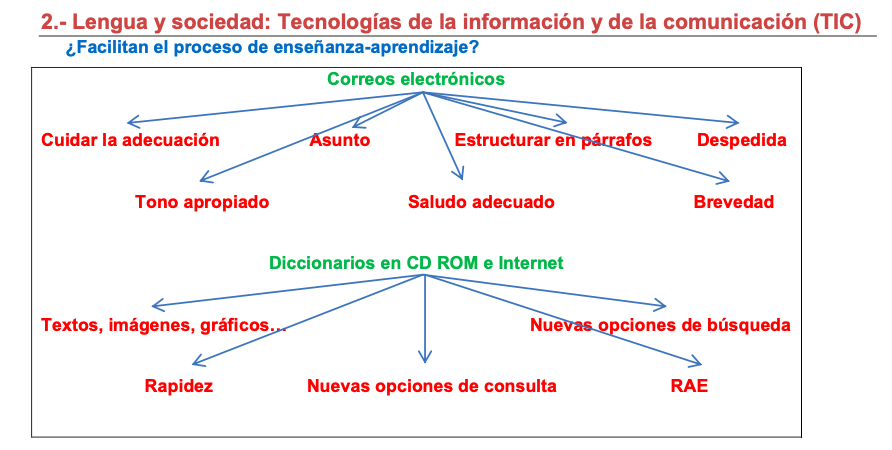 2.- Lengua y sociedad: Tecnologías de la información y de la comunicación (TIC)
¿Facilitan el proceso de enseñanza-aprendizaje?
Correos electrónicos
Cuidar la adecuación Asunto Estructurar en párrafos Despedida
Tono apropiado Saludo adecuado Brevedad
Diccionarios en CD ROM e Internet
Textos, imágenes, gráficos... Nuevas opciones de búsqueda
Rapidez Nuevas opciones de consulta RAE